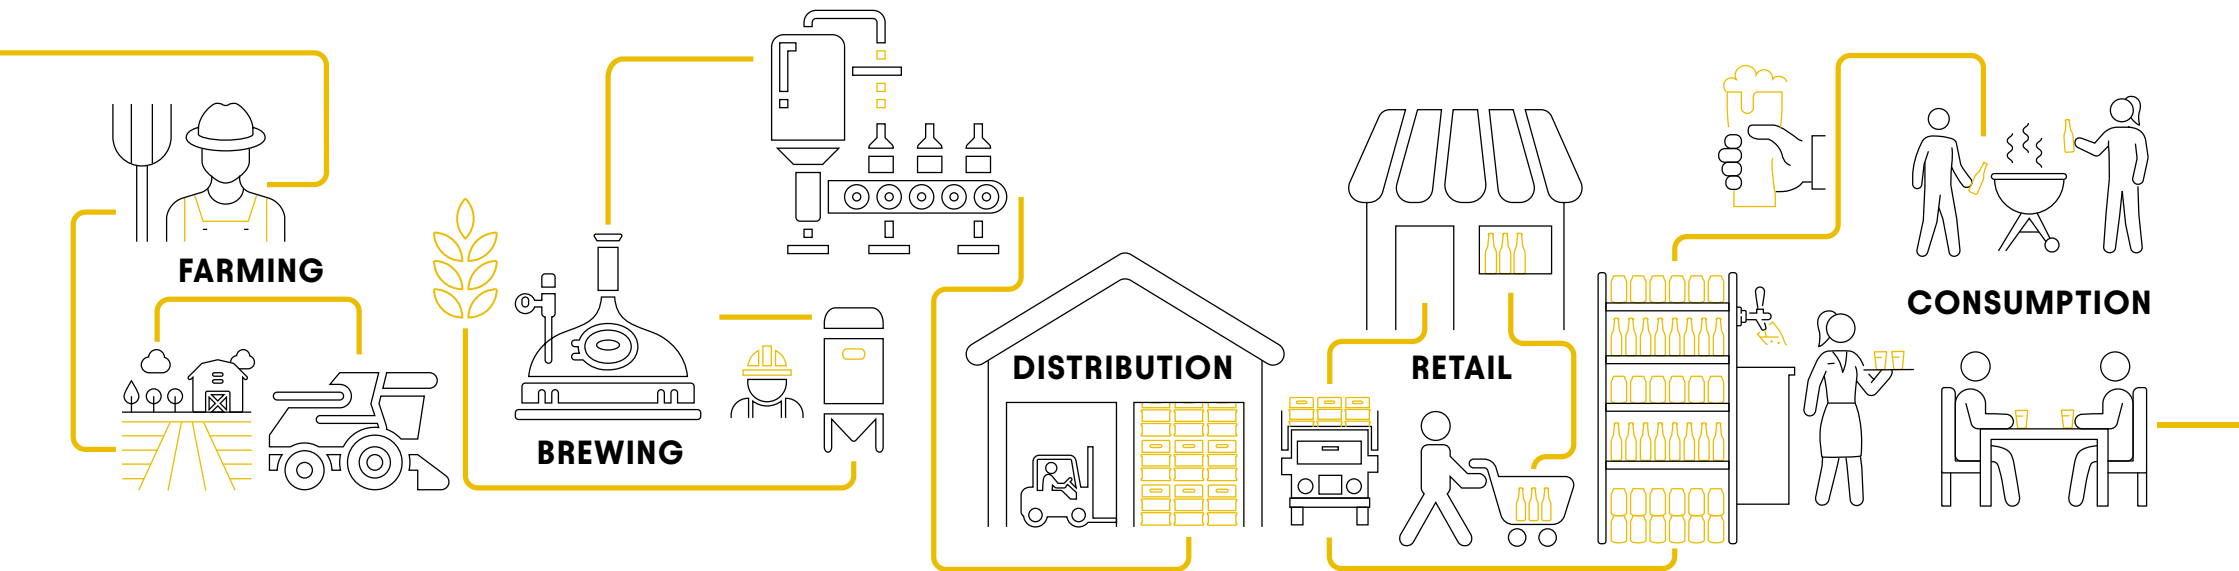 FARMING
BREWING
DISTRIBUTION
RETAIL
CONSUMPTION